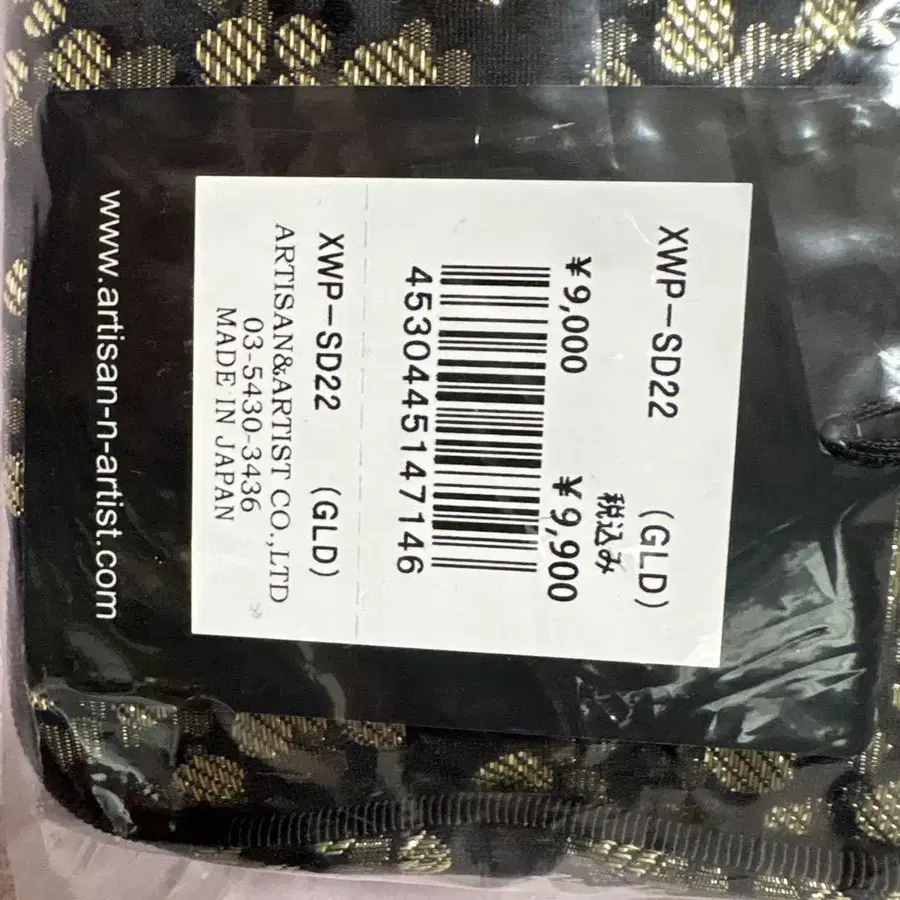 XWP-SD22
(GLD)
税込み
¥9,000
¥9,900
4530445147146
XWP-SD22
(GLD)
ARTISAN&ARTIST CO.,LTD
03-5430-3436
MADE IN JAPAN
www.artisan-n-artist.com